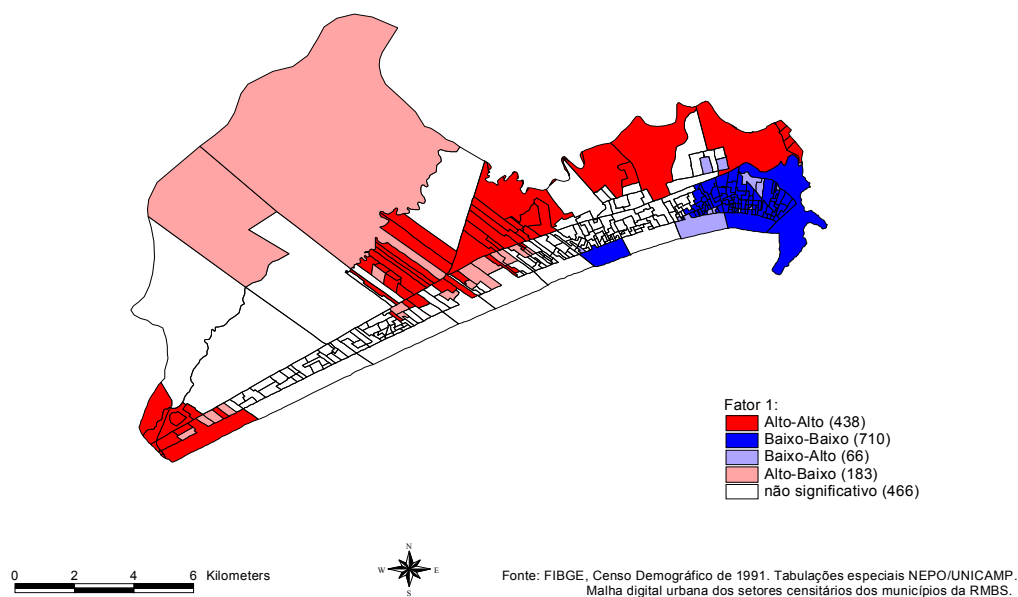 Fator 1:
Alto-Alto (438)
Baixo-Baixo (710)
Baixo-Alto (66)
Alto-Baixo (183)
não significativo (466)
0 2 4 6 Kilometers
N
W E
S
Fonte: FIBGE, Censo Demográfico de 1991. Tabulações especiais NEPO/UNICAMP.
Malha digital urbana dos setores censitários dos municípios da RMBS.